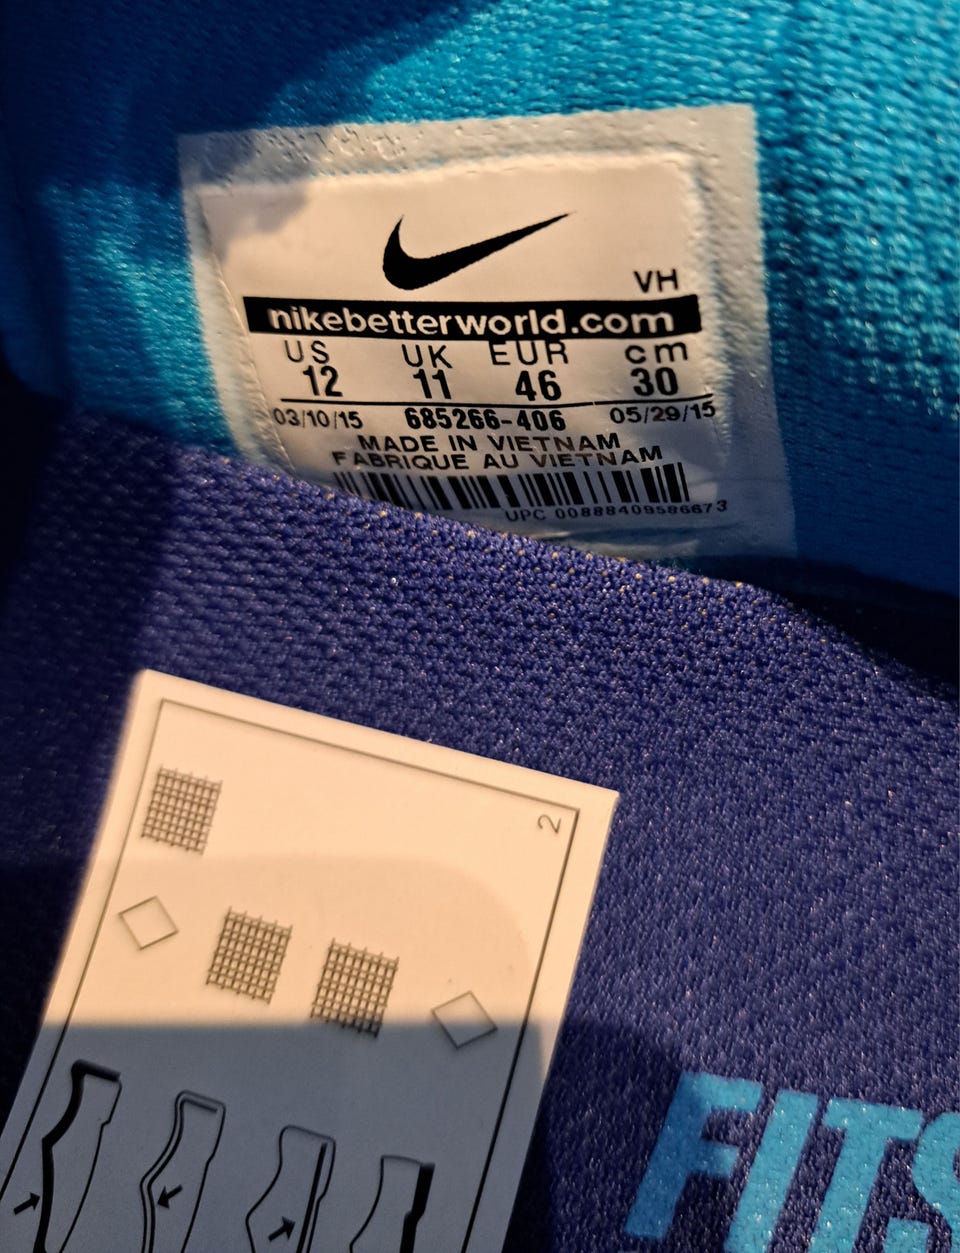 VH
nikebetterworld.com
US UK EUR cm
12 11 46 30
03/10/15 685266-406 05/29/15
MADE IN VIETNAM
FABRIQUE AU VIETNAM
UPC 00888409586673
2
FITS